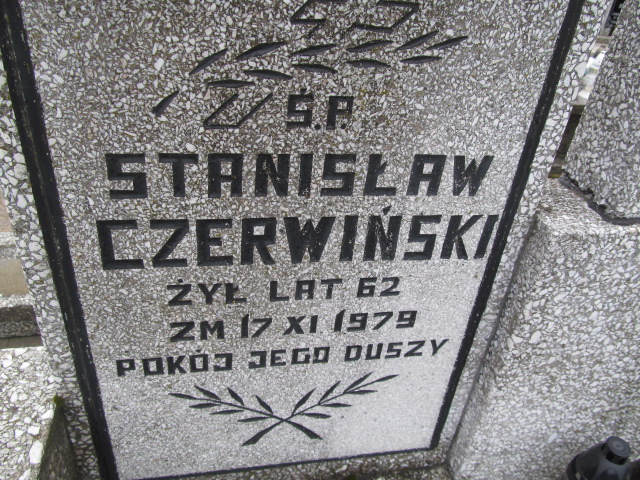 Ś.P.
STANISŁAW
CZERWIŃSKI
ŻYŁ LAT 62
ZM 17 XI 1979
POKÓJ JEGO DUSZY